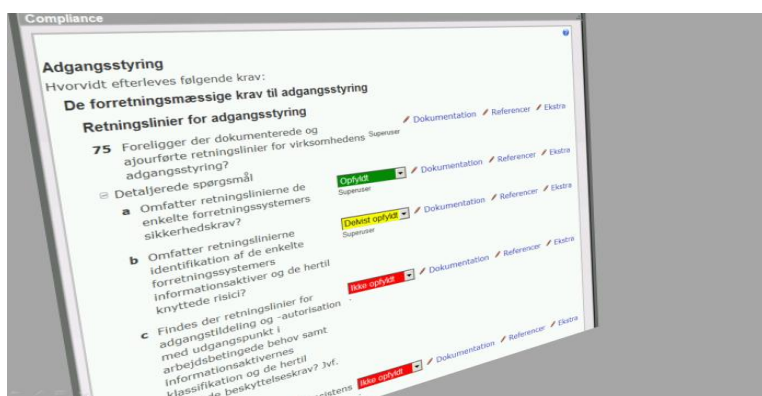 Compliance
Adgangsstyring
Hvorvidt efterleves følgende krav:
De forretningsmæssige krav til adgangsstyring
Retningslinier for adgangsstyring
75 Foreligger der dokumenterede og
ajourførte retningslinier for virksomhedens
adgangsstyring?
Superuser
Dokumentation Referencer Ekstra
Detaljerede spørgsmål
a Omfatter retningslinierne de
enkelte forretningssystemers
sikkerhedskrav?
Opfyldt
Superuser
Dokumentation Referencer Ekstra
b Omfatter retningslinierne
identifikation af de enkelte
forretningssystemers
informationsaktiver og de hertil
knyttede risici?
Delvist opfyldt
Superuser
Dokumentation Referencer Ekstra
c Findes der retningslinier for
adgangstildeling og -autorisation
med udgangspunkt i
arbejdsbetingede behov samt
informationsaktivernes
klassifikation og de hertil
beskyttelseskrav? Jvf.
Ikke opfyldt
Dokumentation Referencer Ekstra
Ikke opfyldt
Dokumentation Referencer Ekstra